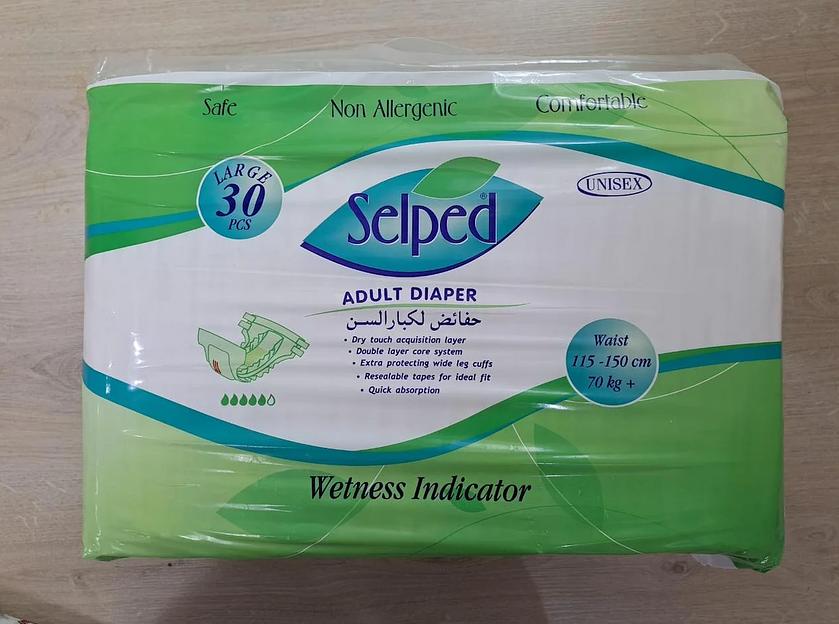 Safe Non Allergenic Comfortable
LARGE
30
PCS
Selped®
UNISEX
ADULT DIAPER
حفائض لكبار السن
• Dry touch acquisition layer
• Double layer core system
• Extra protecting wide leg cuffs
• Resealable tapes for ideal fit
• Quick absorption
Waist
115 -150 cm
70 kg +
Wetness Indicator